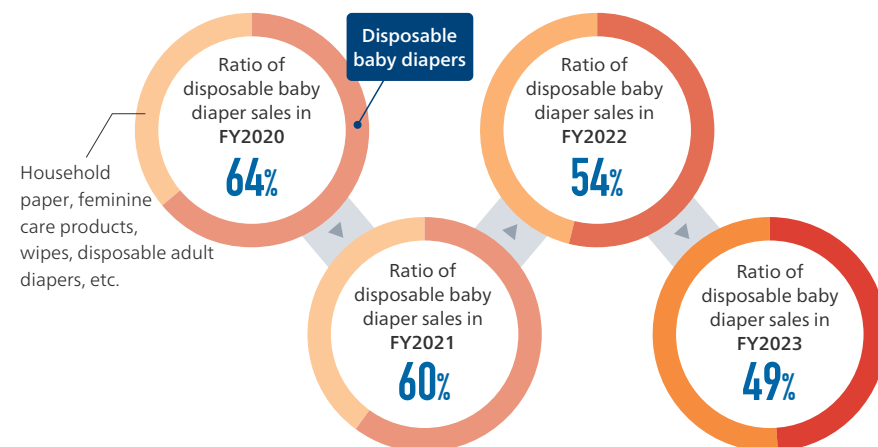 Disposable
baby diapers
Ratio of
disposable baby
diaper sales in
FY2020
64%
Household
paper, feminine
care products,
wipes, disposable adult
diapers, etc.
Ratio of
disposable baby
diaper sales in
FY2021
60%
Ratio of
disposable baby
diaper sales in
FY2022
54%
Ratio of
disposable baby
diaper sales in
FY2023
49%